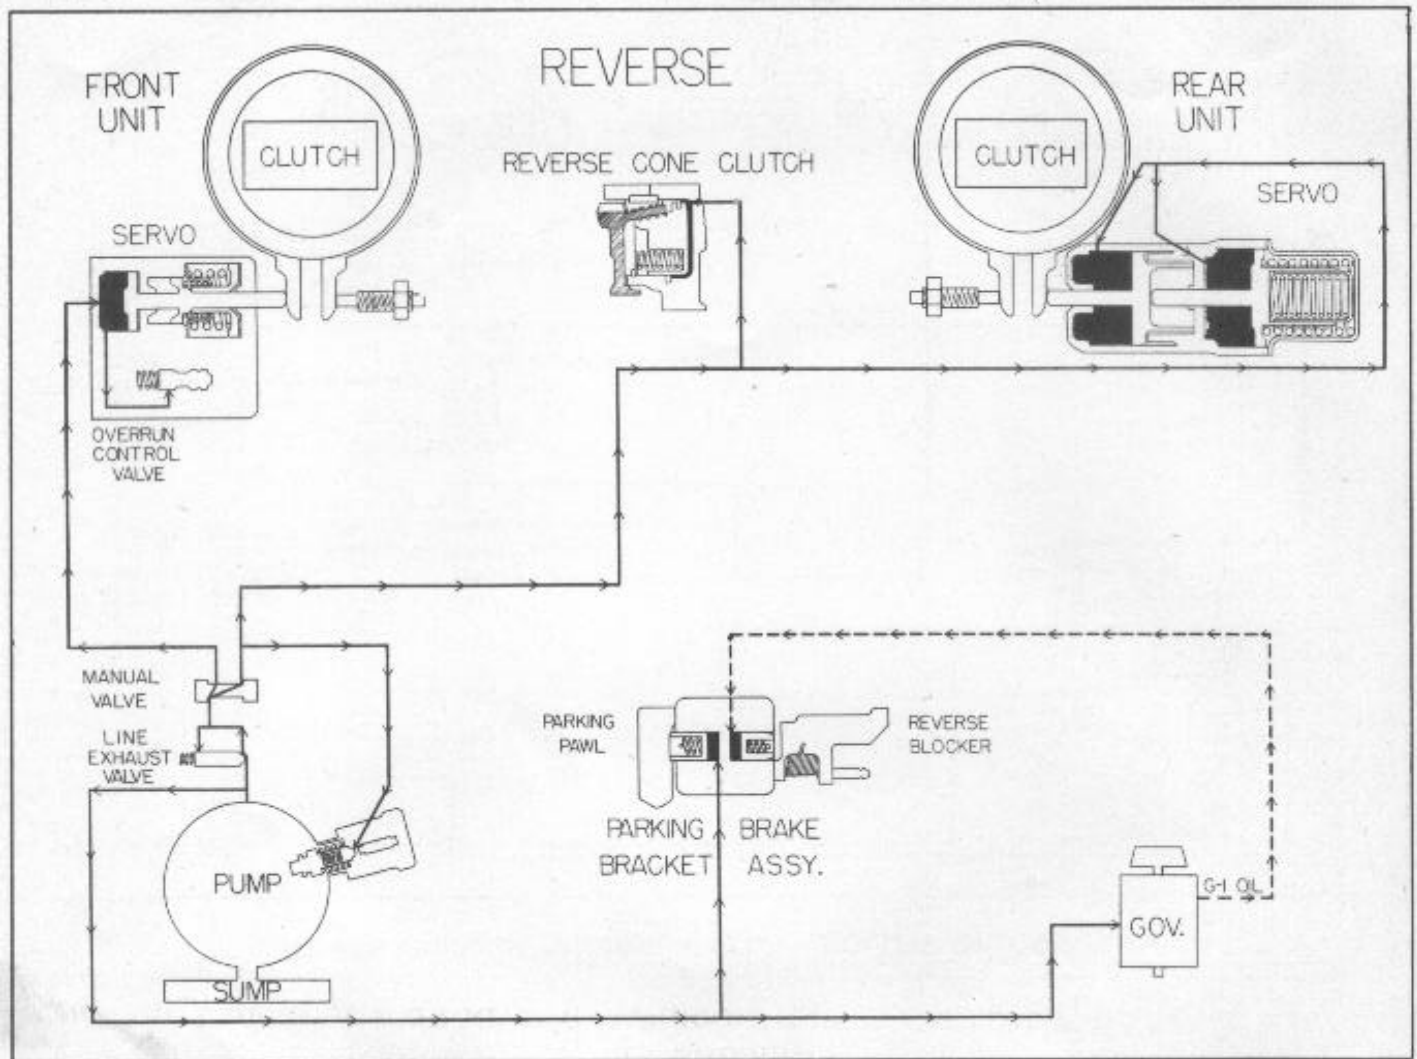 REVERSE
FRONT
UNIT
CLUTCH
SERVO
OVERRUN
CONTROL
VALVE
REVERSE CONE CLUTCH
CLUTCH
REAR
UNIT
SERVO
MANUAL
VALVE
LINE
EXHAUST
VALVE
PUMP
SUMP
PARKING
PAWL
REVERSE
BLOCKER
PARKING BRAKE
BRACKET ASSY.
G-1 OIL
GOV.